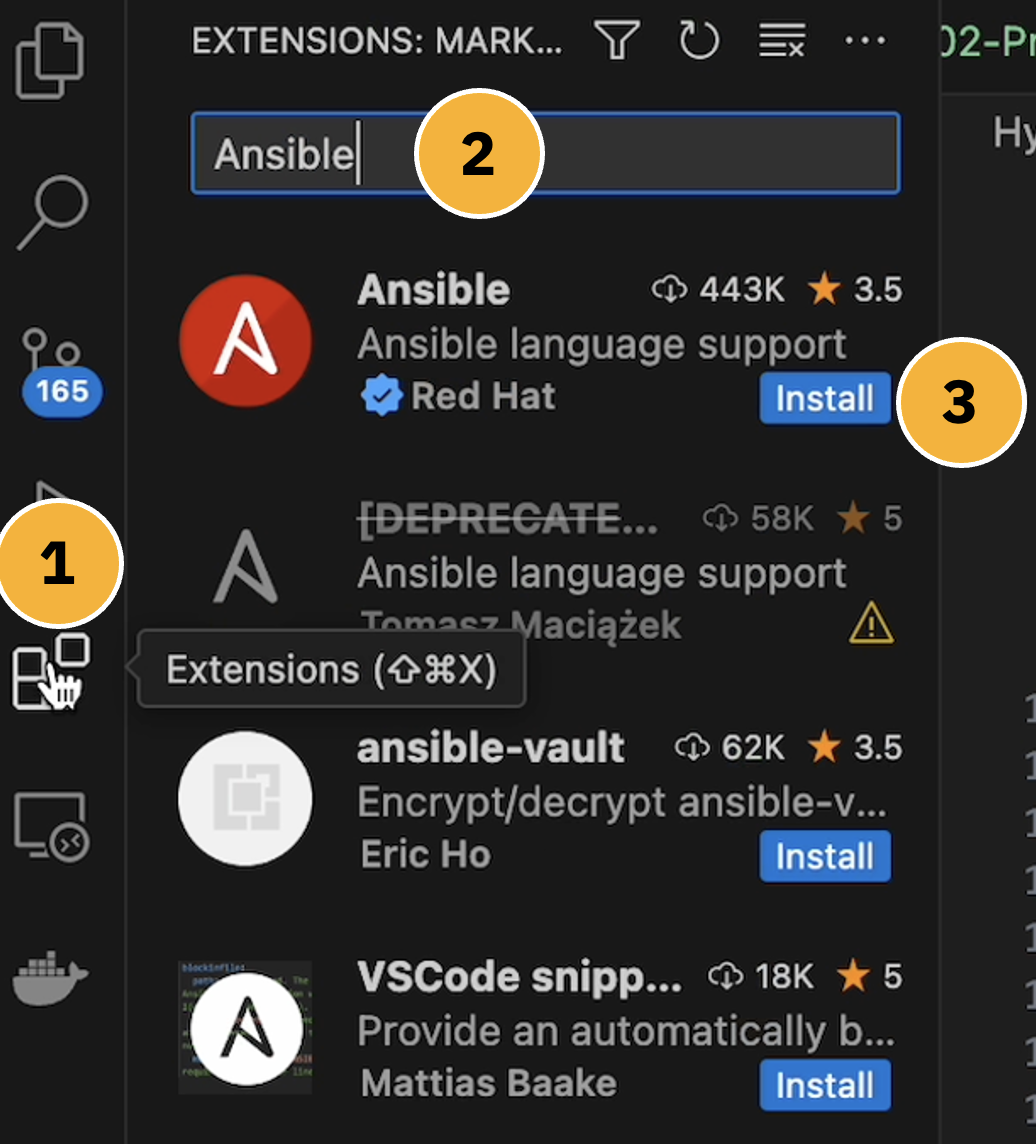 EXTENSIONS: MARK...
02-Pr
Hy
Ansible
2
Ansible 443K ★ 3.5
Ansible language support
Red Hat Install
3
165
[DEPRECATE... 58K ★ 5
Ansible language support
Tomasz Maciążek
1
Extensions (⇧⌘X)
ansible-vault 62K ★ 3.5
Encrypt/decrypt ansible-v...
Eric Ho Install
VSCode snipp... 18K ★ 5
Provide an automatically b...
Mattias Baake Install